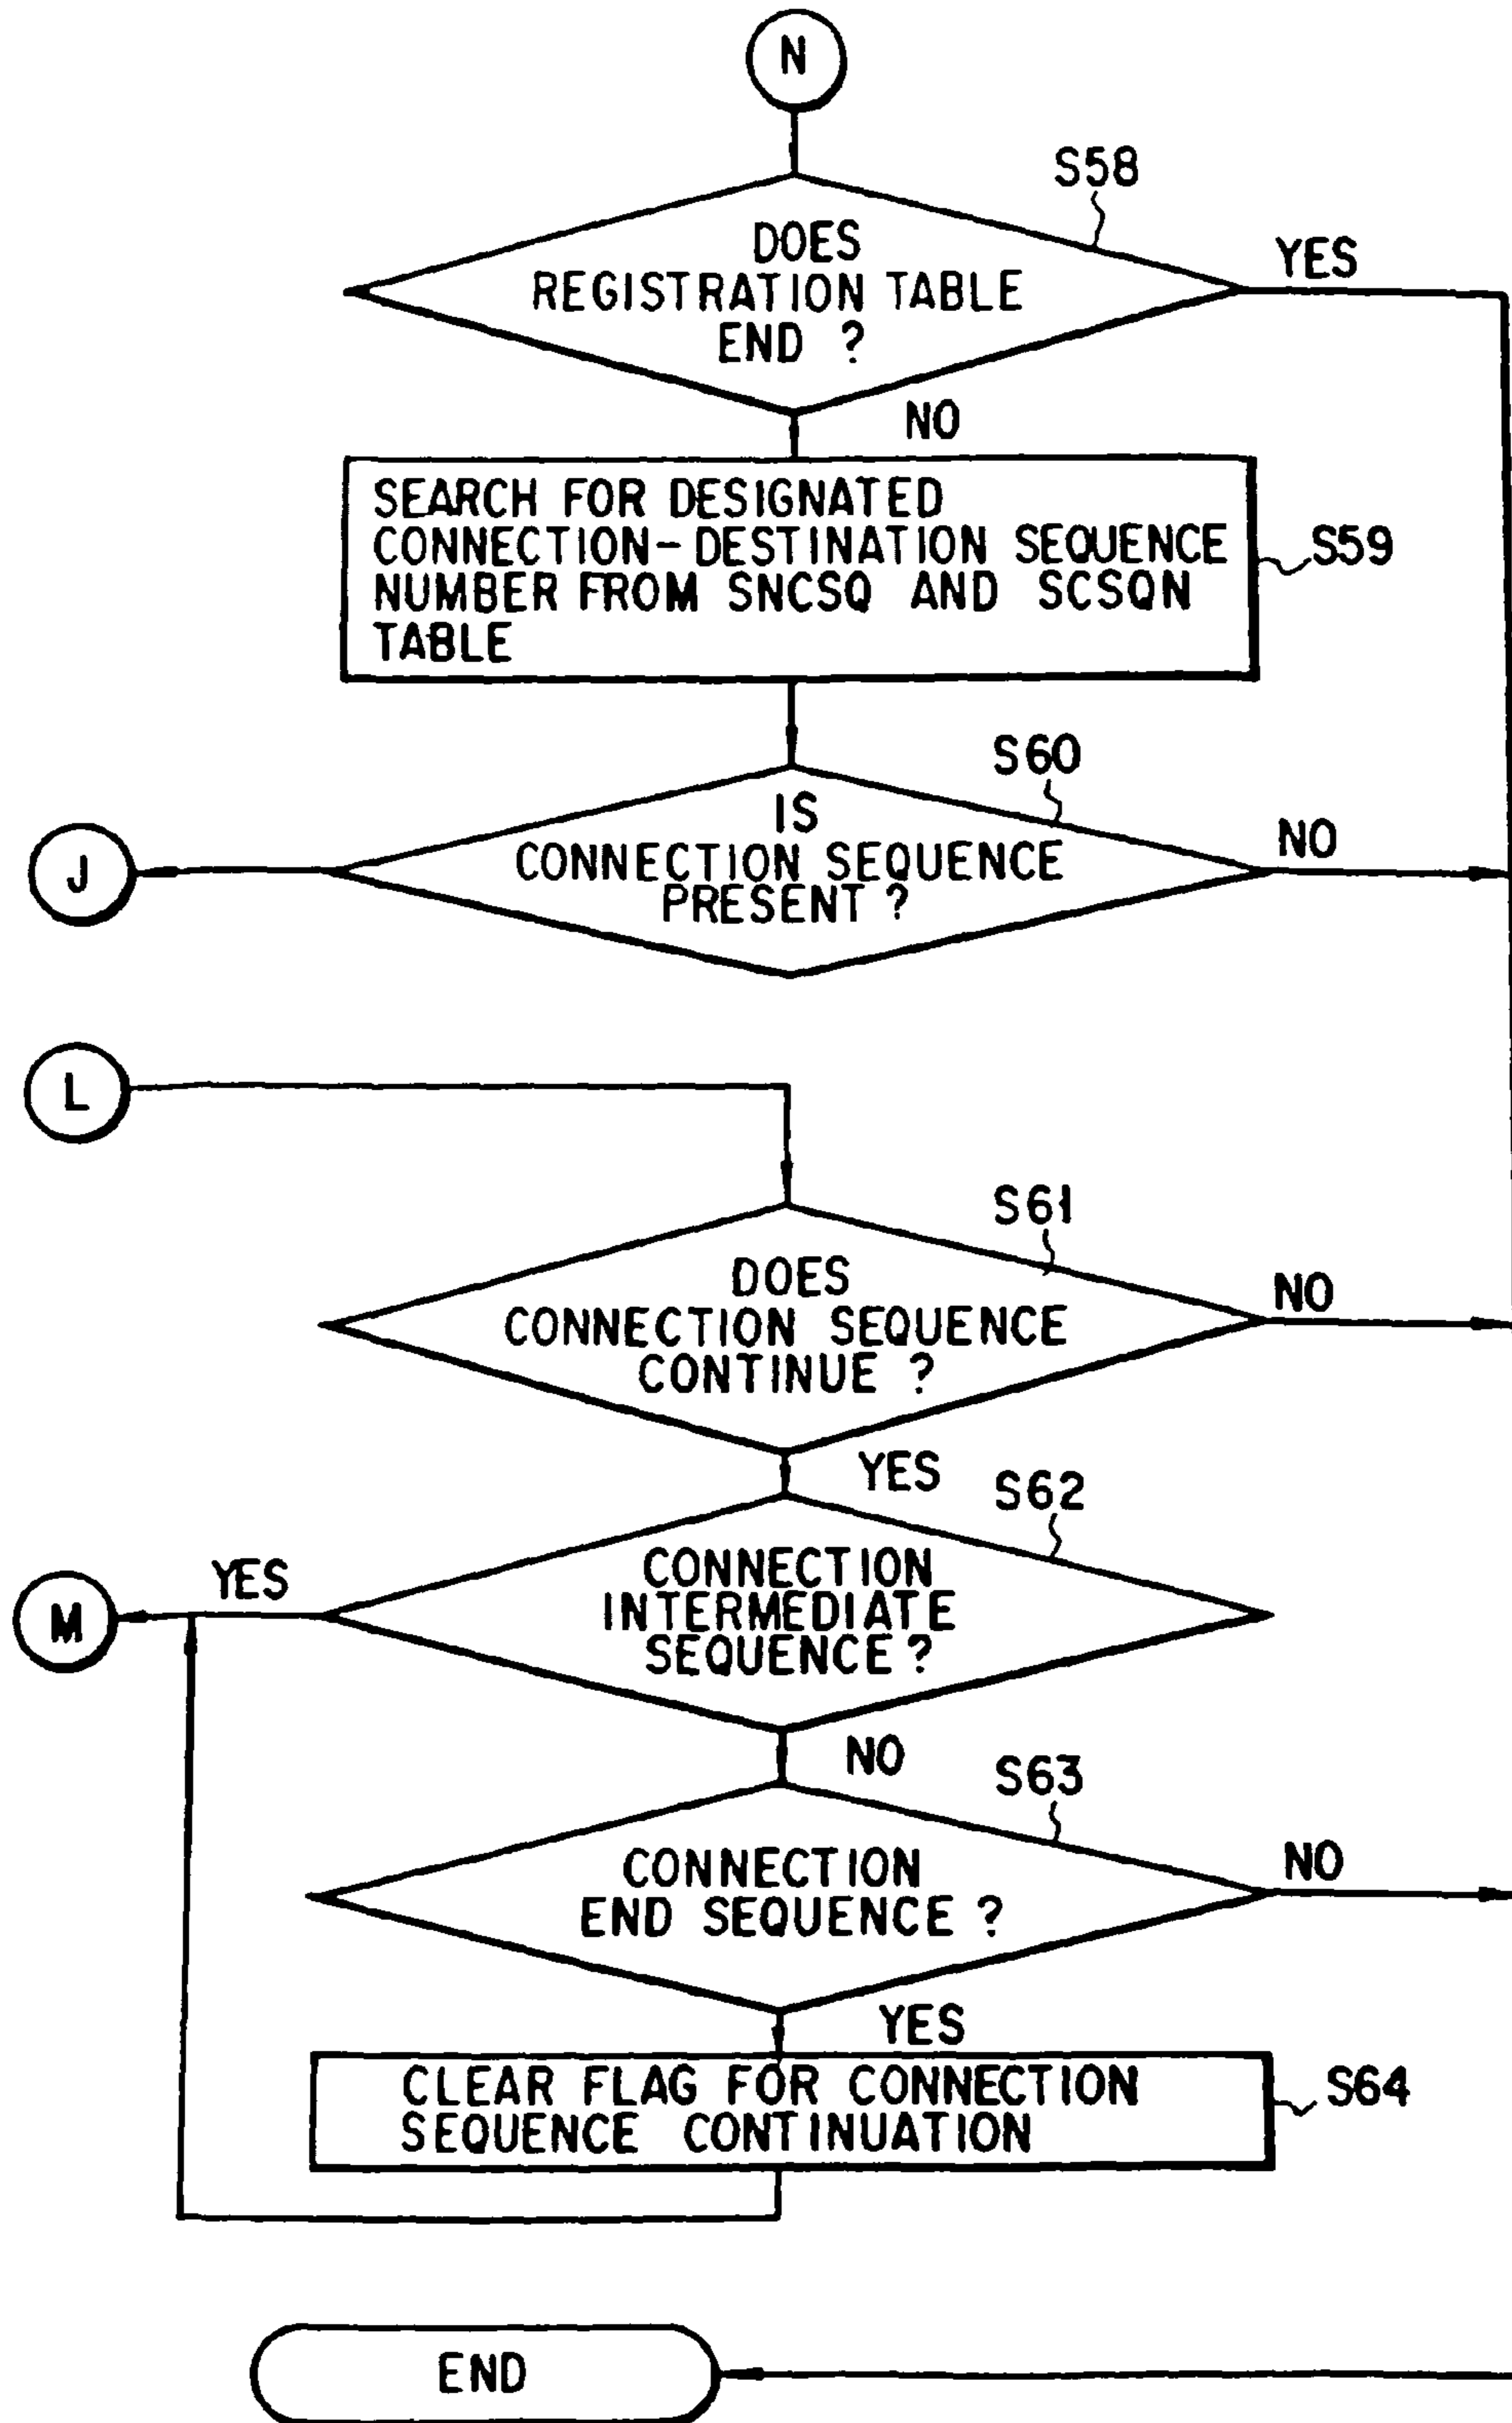 N
S58
DOES
REGISTRATION TABLE
END ?
YES
NO
SEARCH FOR DESIGNATED
CONNECTION-DESTINATION SEQUENCE
NUMBER FROM SNCSQ AND SCSQN
TABLE
S59
S60
IS
CONNECTION SEQUENCE
PRESENT ?
NO
J
L
S61
DOES
CONNECTION SEQUENCE
CONTINUE ?
NO
YES
S62
CONNECTION
INTERMEDIATE
SEQUENCE ?
YES
M
NO
S63
CONNECTION
END SEQUENCE ?
NO
YES
CLEAR FLAG FOR CONNECTION
SEQUENCE CONTINUATION
S64
END